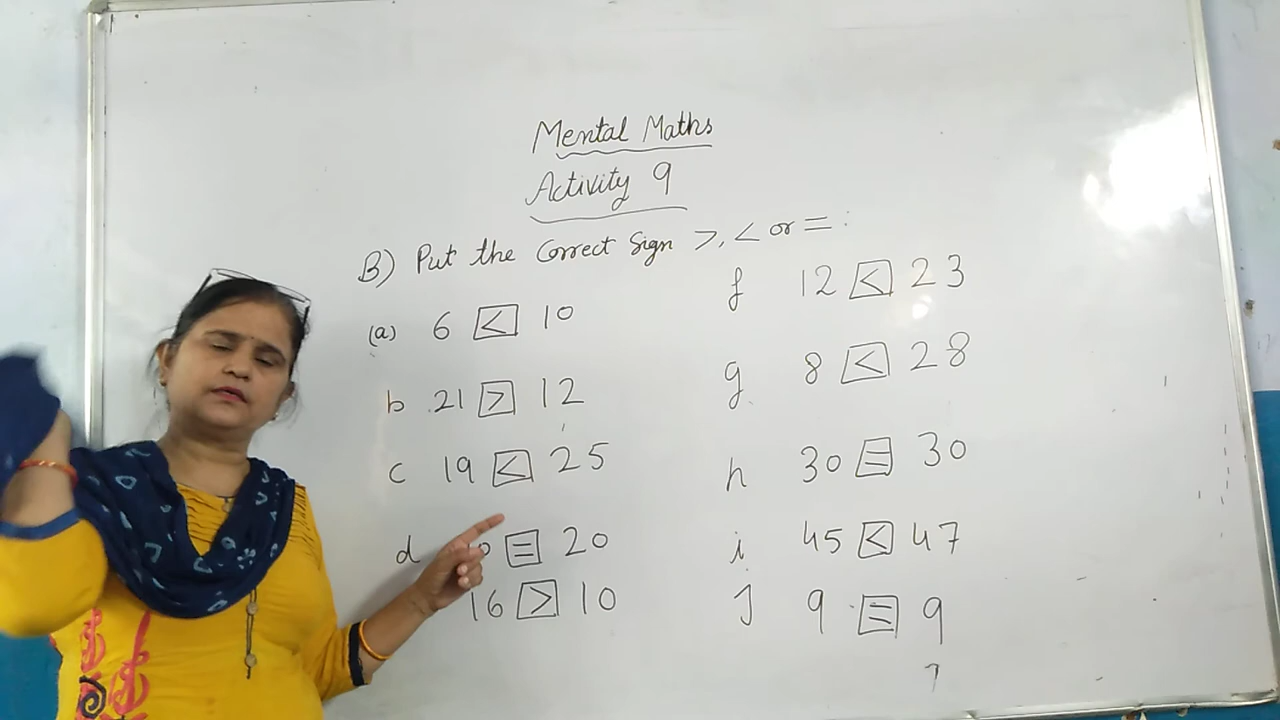 Mental Maths
Activity 9
B) Put the Correct Sign >, < or = :
(a) 6 < 10
b 21 > 12
c 19 < 25
d 0 = 20
16 > 10
f 12 < 23
g 8 < 28
h 30 = 30
i 45 < 47
J 9 = 9